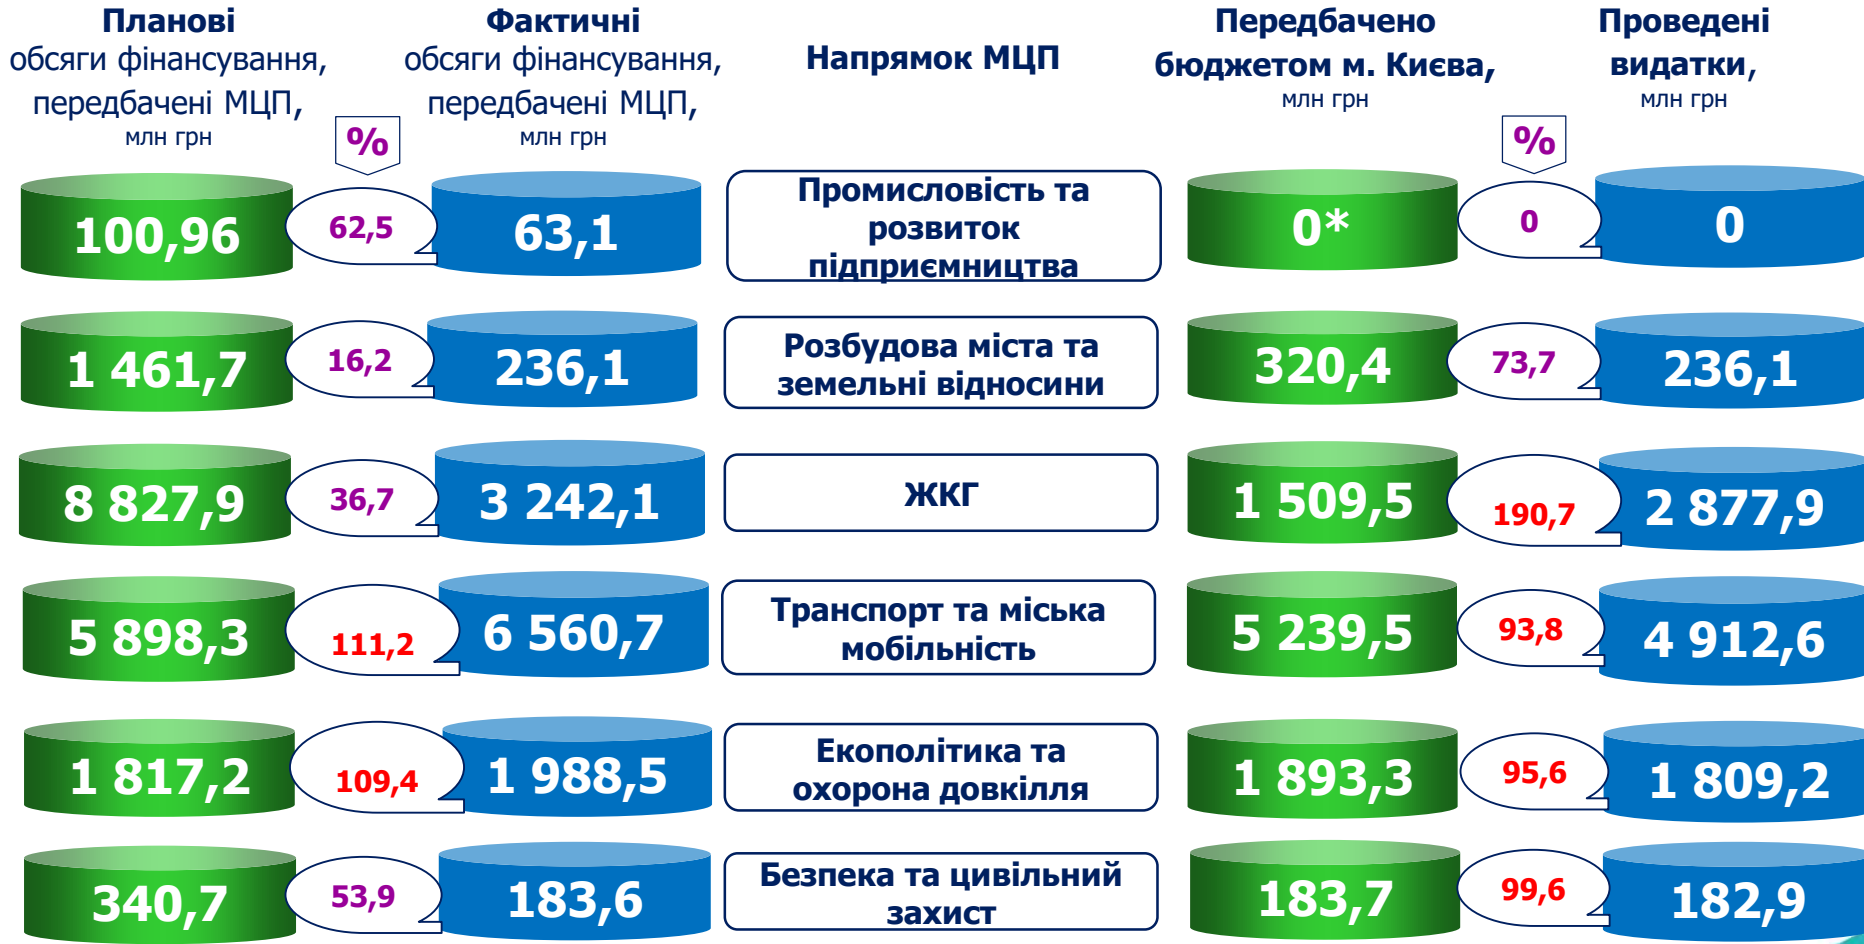 Планові
обсяги фінансування,
передбачені МЦП,
млн грн
%
Фактичні
обсяги фінансування,
передбачені МЦП,
млн грн
Напрямок МЦП
Передбачено
бюджетом м. Києва,
млн грн
%
Проведені
видатки,
млн грн
100,96
62,5
63,1
Промисловість та
розвиток
підприємництва
0*
0
0
1 461,7
16,2
236,1
Розбудова міста та
земельні відносини
320,4
73,7
236,1
8 827,9
36,7
3 242,1
ЖКГ
1 509,5
190,7
2 877,9
5 898,3
111,2
6 560,7
Транспорт та міська
мобільність
5 239,5
93,8
4 912,6
1 817,2
109,4
1 988,5
Екополітика та
охорона довкілля
1 893,3
95,6
1 809,2
340,7
53,9
183,6
Безпека та цивільний
захист
183,7
99,6
182,9